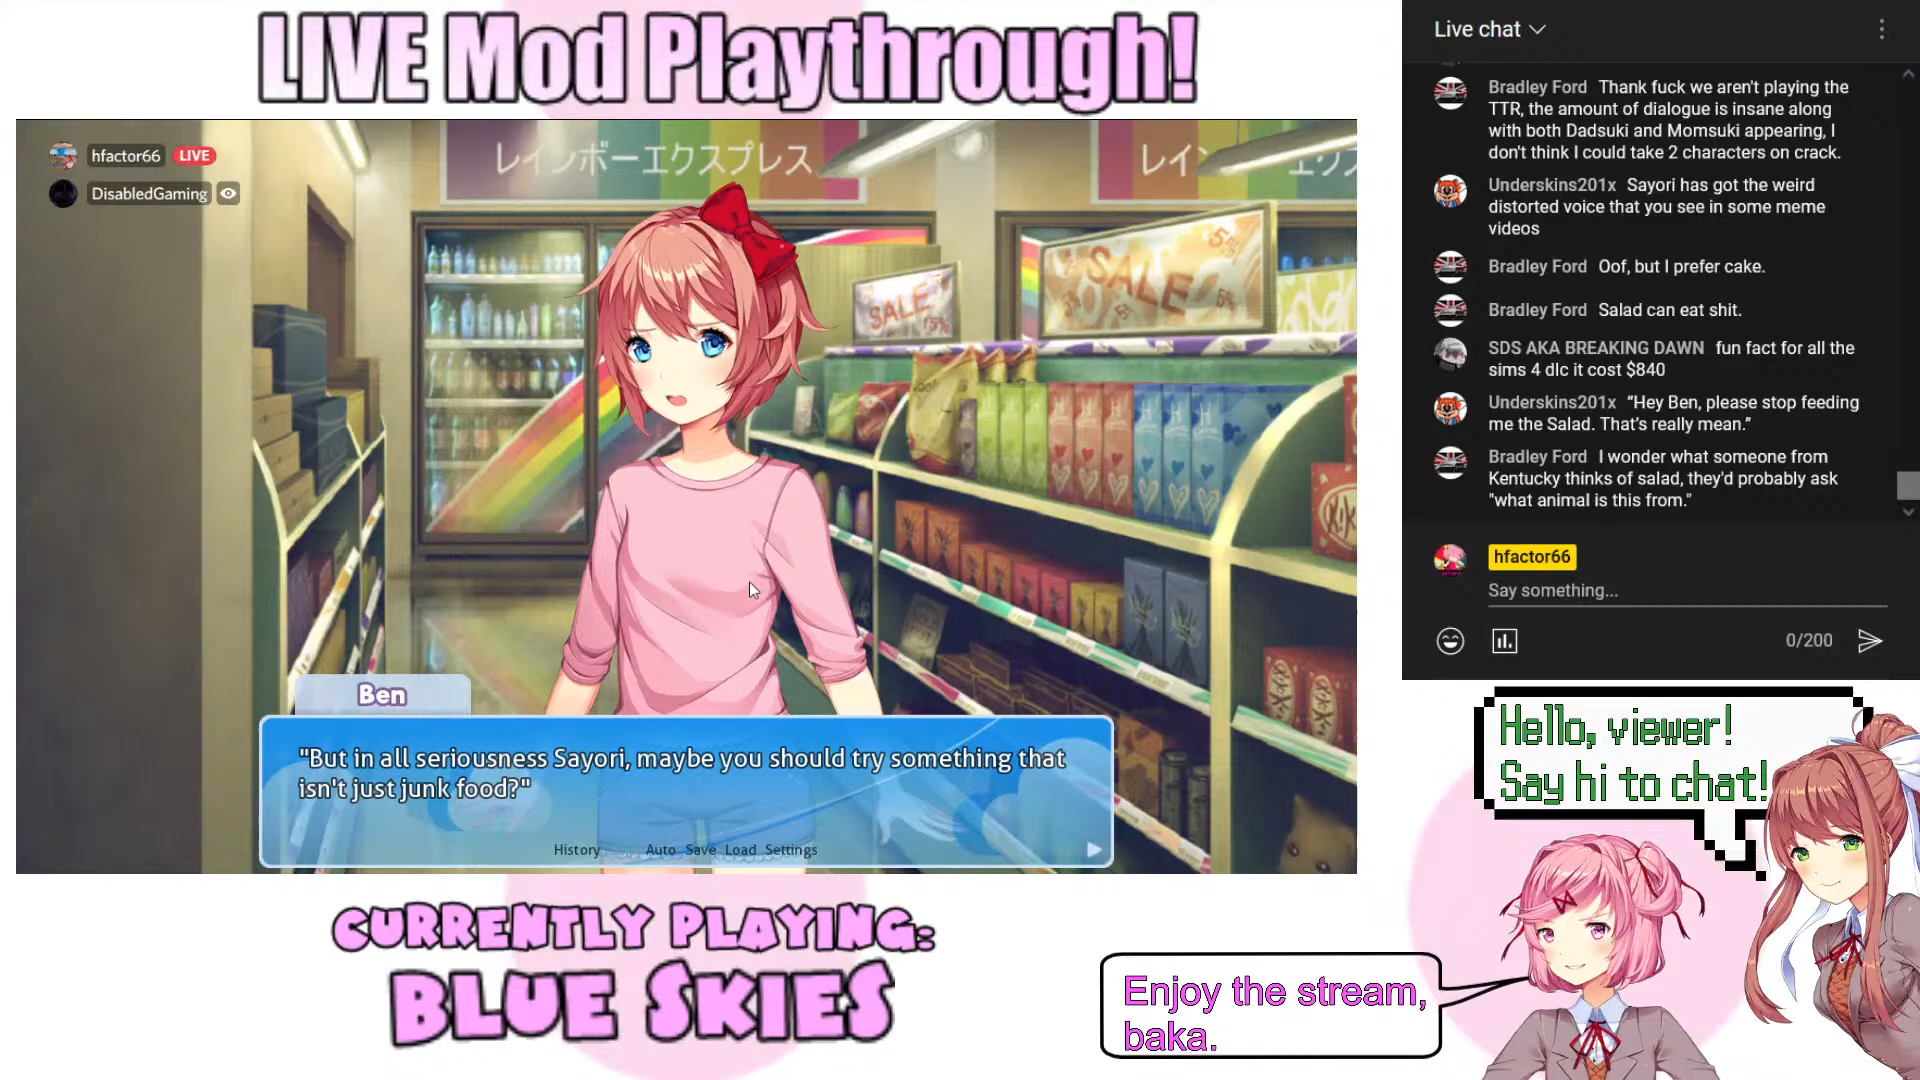 LIVE Mod Playthrough!
hfactor66 LIVE
DisabledGaming
レインボーエクスプレス
SALE
15%
SALE
5%
Ben
"But in all seriousness Sayori, maybe you should try something that
isn't just junk food?"
History Auto Save Load Settings
CURRENTLY PLAYING:
BLUE SKIES
Live chat
Bradley Ford Thank fuck we aren't playing the
TTR, the amount of dialogue is insane along
with both Dadsuki and Momsuki appearing, I
don't think I could take 2 characters on crack.
Underskins201x Sayori has got the weird
distorted voice that you see in some meme
videos
Bradley Ford Oof, but I prefer cake.
Bradley Ford Salad can eat shit.
SDS AKA BREAKING DAWN fun fact for all the
sims 4 dlc it cost $840
Underskins201x “Hey Ben, please stop feeding
me the Salad. That’s really mean.”
Bradley Ford I wonder what someone from
Kentucky thinks of salad, they'd probably ask
"what animal is this from."
hfactor66
Say something...
0/200
Hello, viewer!
Say hi to chat!
Enjoy the stream,
baka.